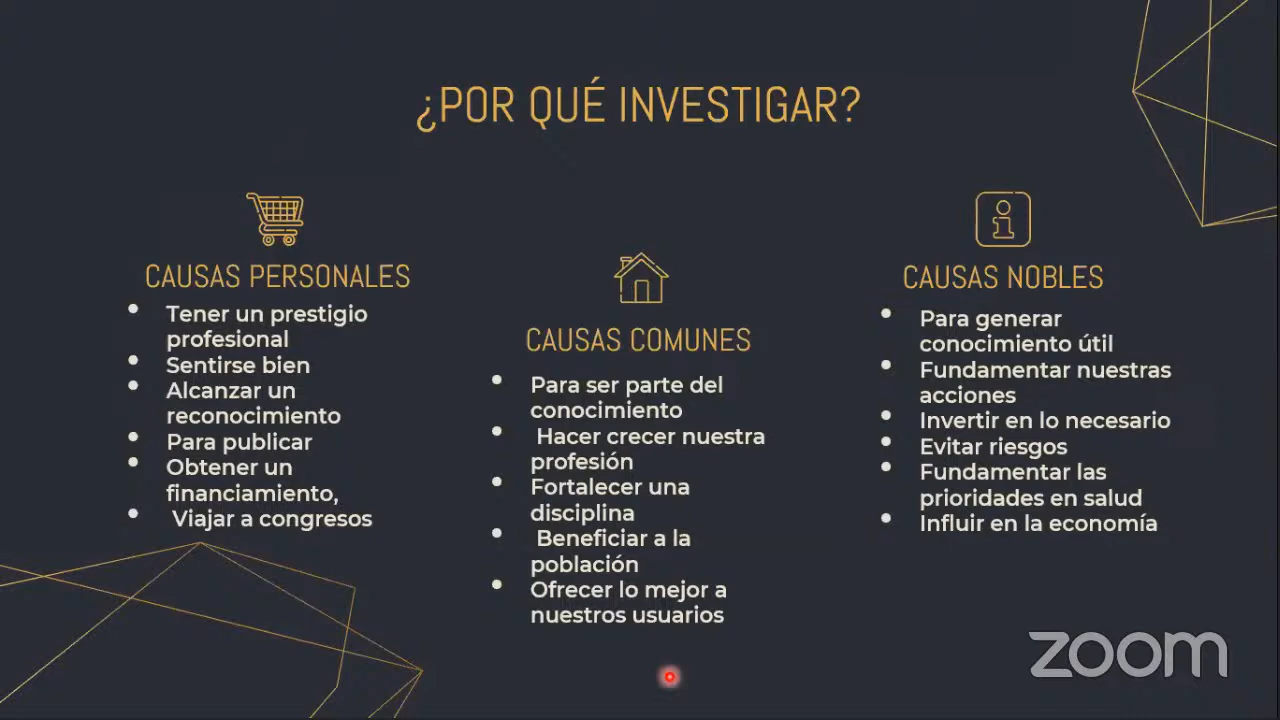 ¿POR QUÉ INVESTIGAR?
CAUSAS PERSONALES
Tener un prestigio
profesional
Sentirse bien
Alcanzar un
reconocimiento
Para publicar
Obtener un
financiamiento,
Viajar a congresos
CAUSAS COMUNES
Para ser parte del
conocimiento
Hacer crecer nuestra
profesión
Fortalecer una
disciplina
Beneficiar a la
población
Ofrecer lo mejor a
nuestros usuarios
CAUSAS NOBLES
Para generar
conocimiento útil
Fundamentar nuestras
acciones
Invertir en lo necesario
Evitar riesgos
Fundamentar las
prioridades en salud
Influir en la economía
zoom